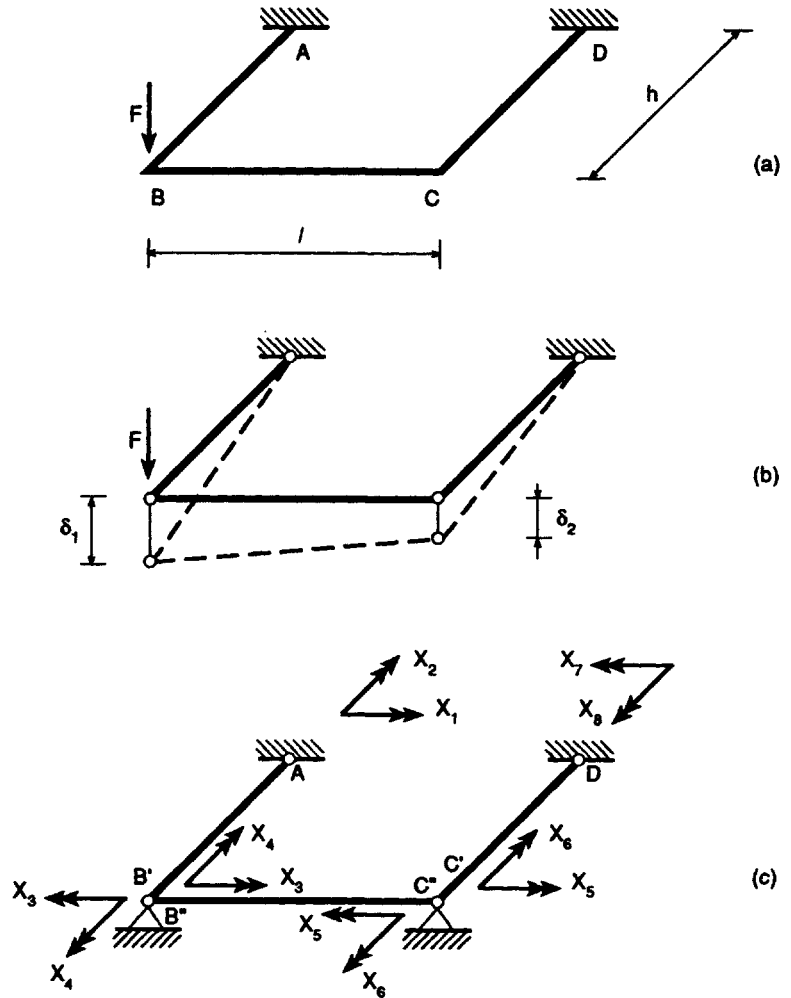 A
D
F
h
B
C
(a)
l
F
δ₁
δ₂
(b)
X₂
X₁
X₇
X₈
A
D
X₄
X₆
B'
X₃
C'
C"
X₅
(c)
X₃
B"
X₅
X₄
X₆